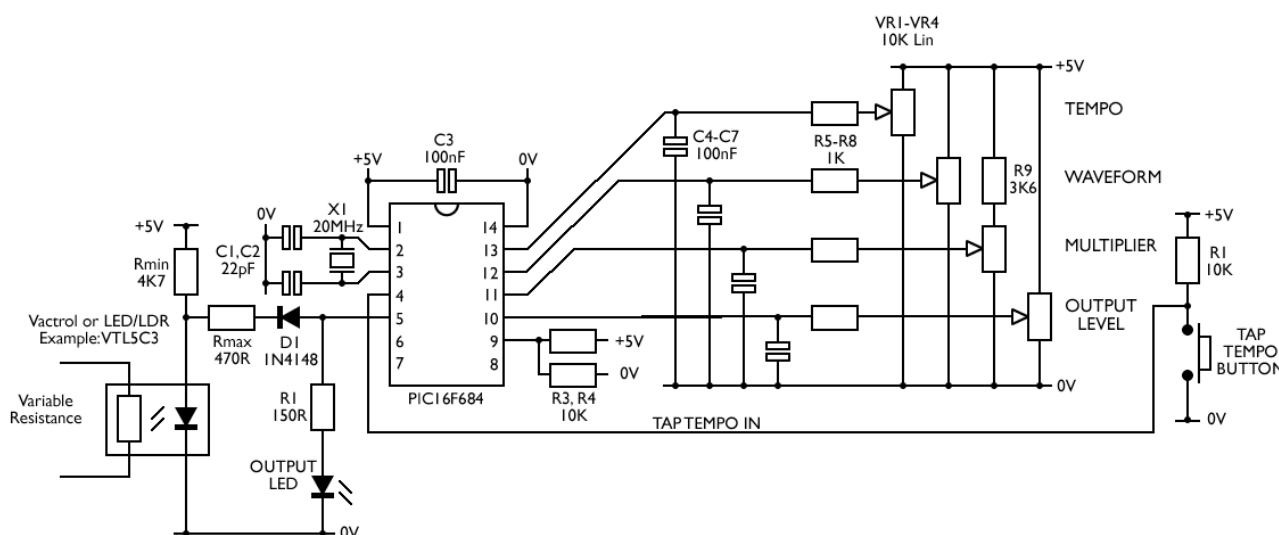 VR1-VR4
10K Lin
+5V
TEMPO
C3
100nF
C4-C7
100nF
R5-R8
1K
+5V
0V
R9
3K6
WAVEFORM
X1
20MHz
0V
+5V
C1,C2
22pF
Rmin
4K7
1
2
3
4
5
6
7
14
13
12
11
10
9
8
MULTIPLIER
+5V
R1
10K
Vactrol or LED/LDR
Example:VTL5C3
Rmax
470R
D1
1N4148
OUTPUT
LEVEL
+5V
0V
TAP
TEMPO
BUTTON
Variable
Resistance
R1
150R
PIC16F684
R3, R4
10K
0V
TAP TEMPO IN
0V
OUTPUT
LED
0V